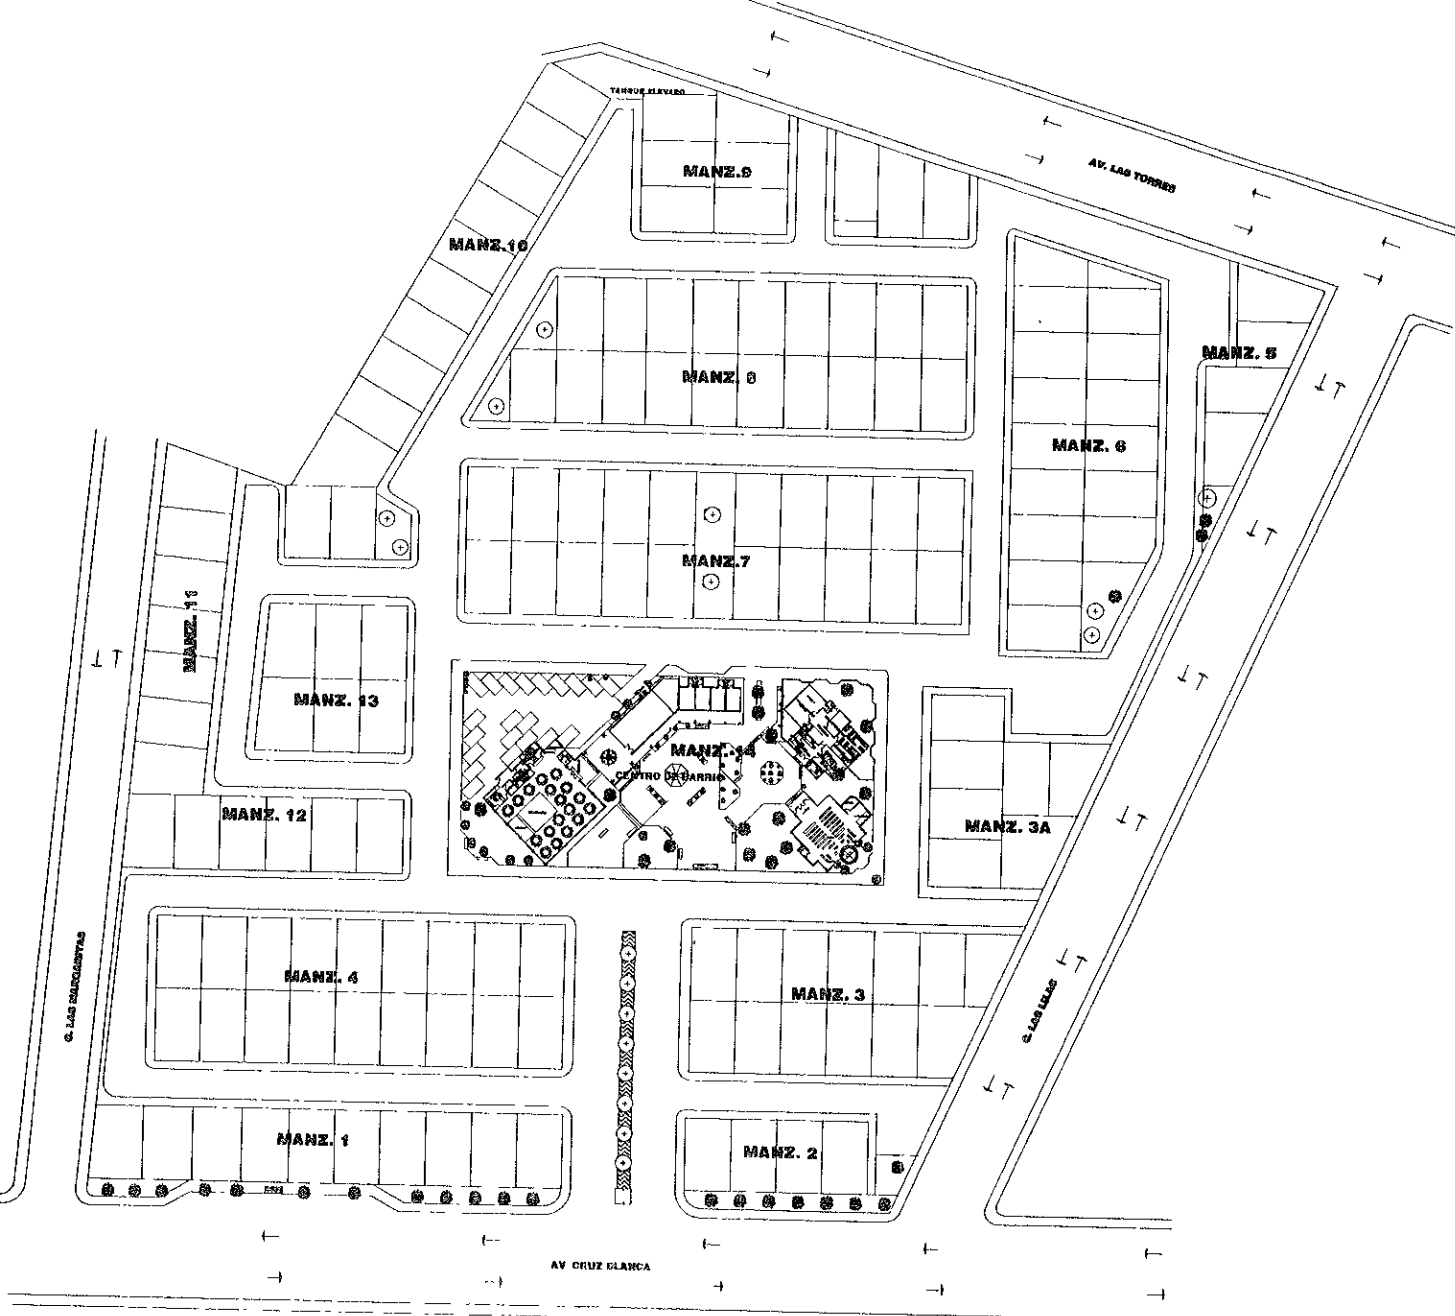 TANQUE ELEVADO
AV. LAS TORRES
MANZ.9
MANZ.10
MANZ. 5
MANZ. 8
MANZ. 6
MANZ.7
MANZ. 11
MANZ. 13
MANZ. 14
CENTRO DE BARRIO
MANZ. 12
MANZ. 3A
C. LAS MARGARITAS
MANZ. 4
MANZ. 3
C. LAS LILAS
MANZ. 1
MANZ. 2
AV CRUZ BLANCA